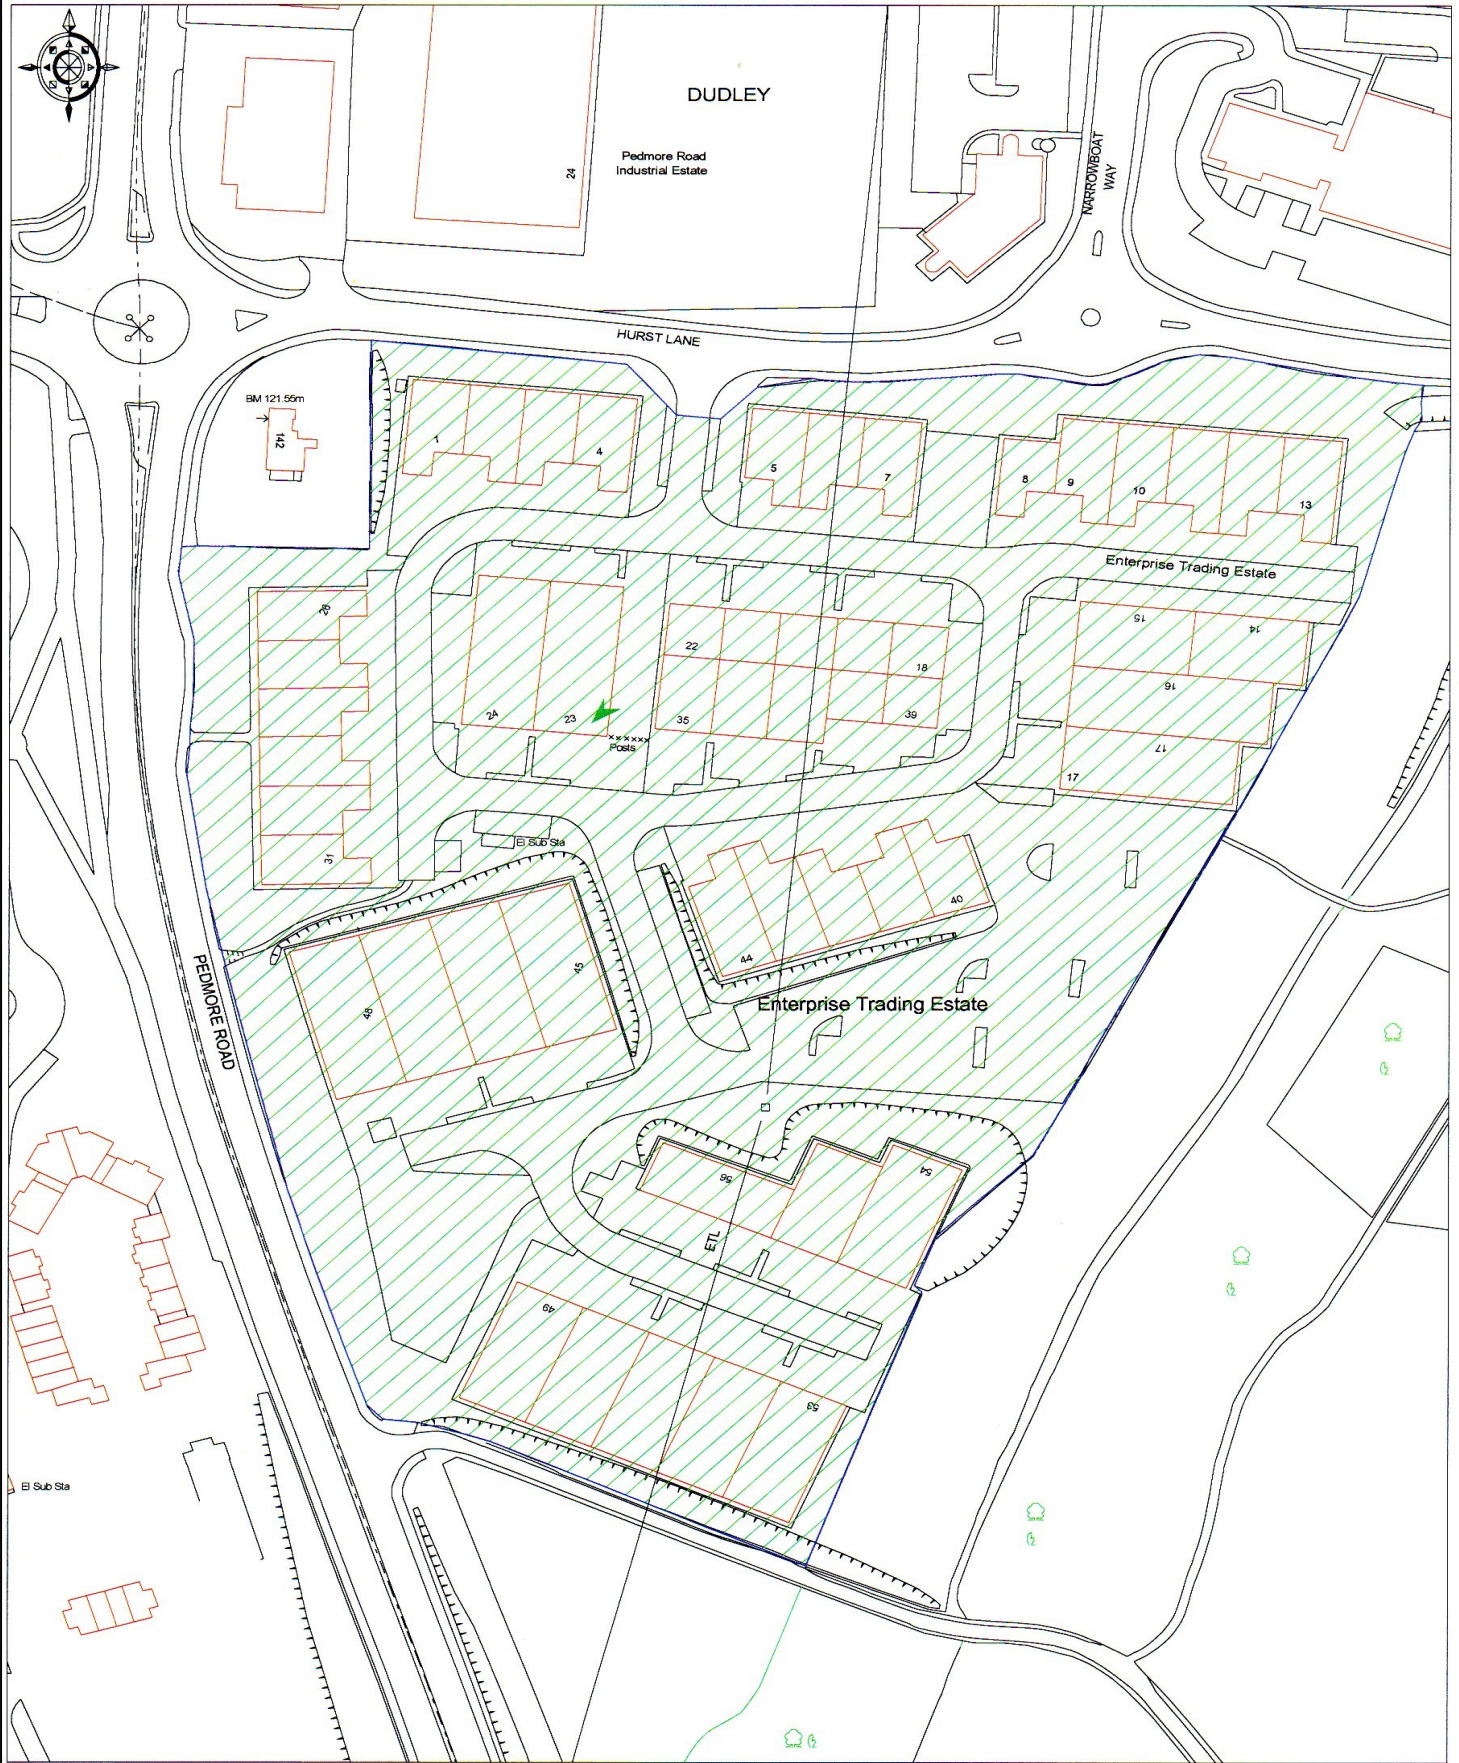 DUDLEY
24
Pedmore Road
Industrial Estate
NARROWBOAT
WAY
HURST LANE
BM 121.55m
142
1
4
5
7
8
9
10
13
Enterprise Trading Estate
26
22
18
15
14
16
24
23
35
39
Posts
17
17
31
El Sub Sta
40
44
45
48
PEDMORE ROAD
Enterprise Trading Estate
56
54
ETL
49
53
El Sub Sta